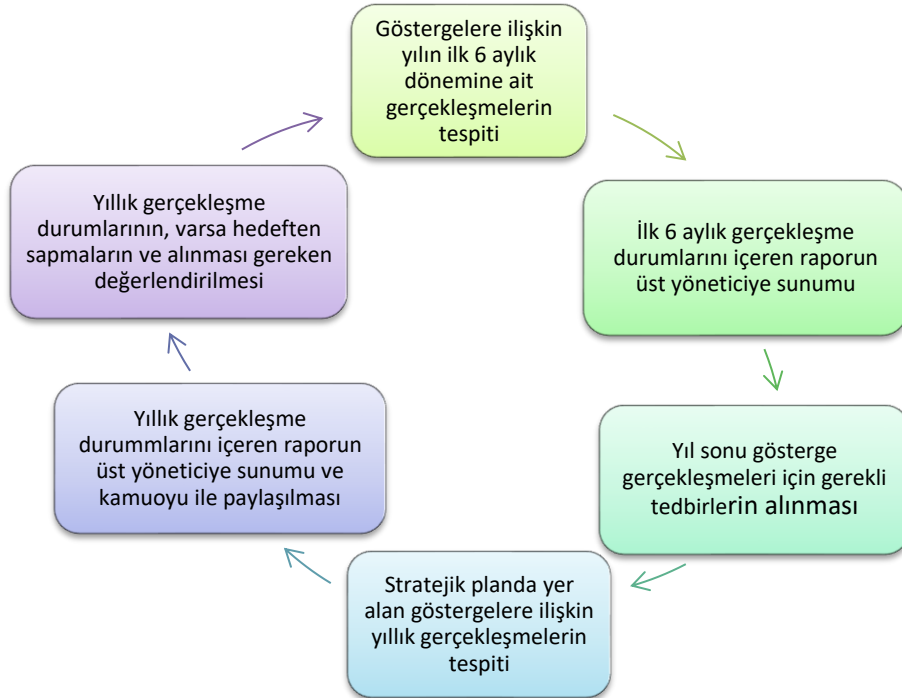 Göstergelere ilişkin
yılın ilk 6 aylık
dönemine ait
gerçekleşmelerin
tespiti
İlk 6 aylık gerçekleşme
durumlarını içeren raporun
üst yöneticiye sunumu
Yıl sonu gösterge
gerçekleşmeleri için gerekli
tedbirlerin alınması
Stratejik planda yer
alan göstergelere ilişkin
yıllık gerçekleşmelerin
tespiti
Yıllık gerçekleşme
durummlarını içeren raporun
üst yöneticiye sunumu ve
kamuoyu ile paylaşılması
Yıllık gerçekleşme
durumlarının, varsa hedeften
sapmaların ve alınması gereken
değerlendirilmesi